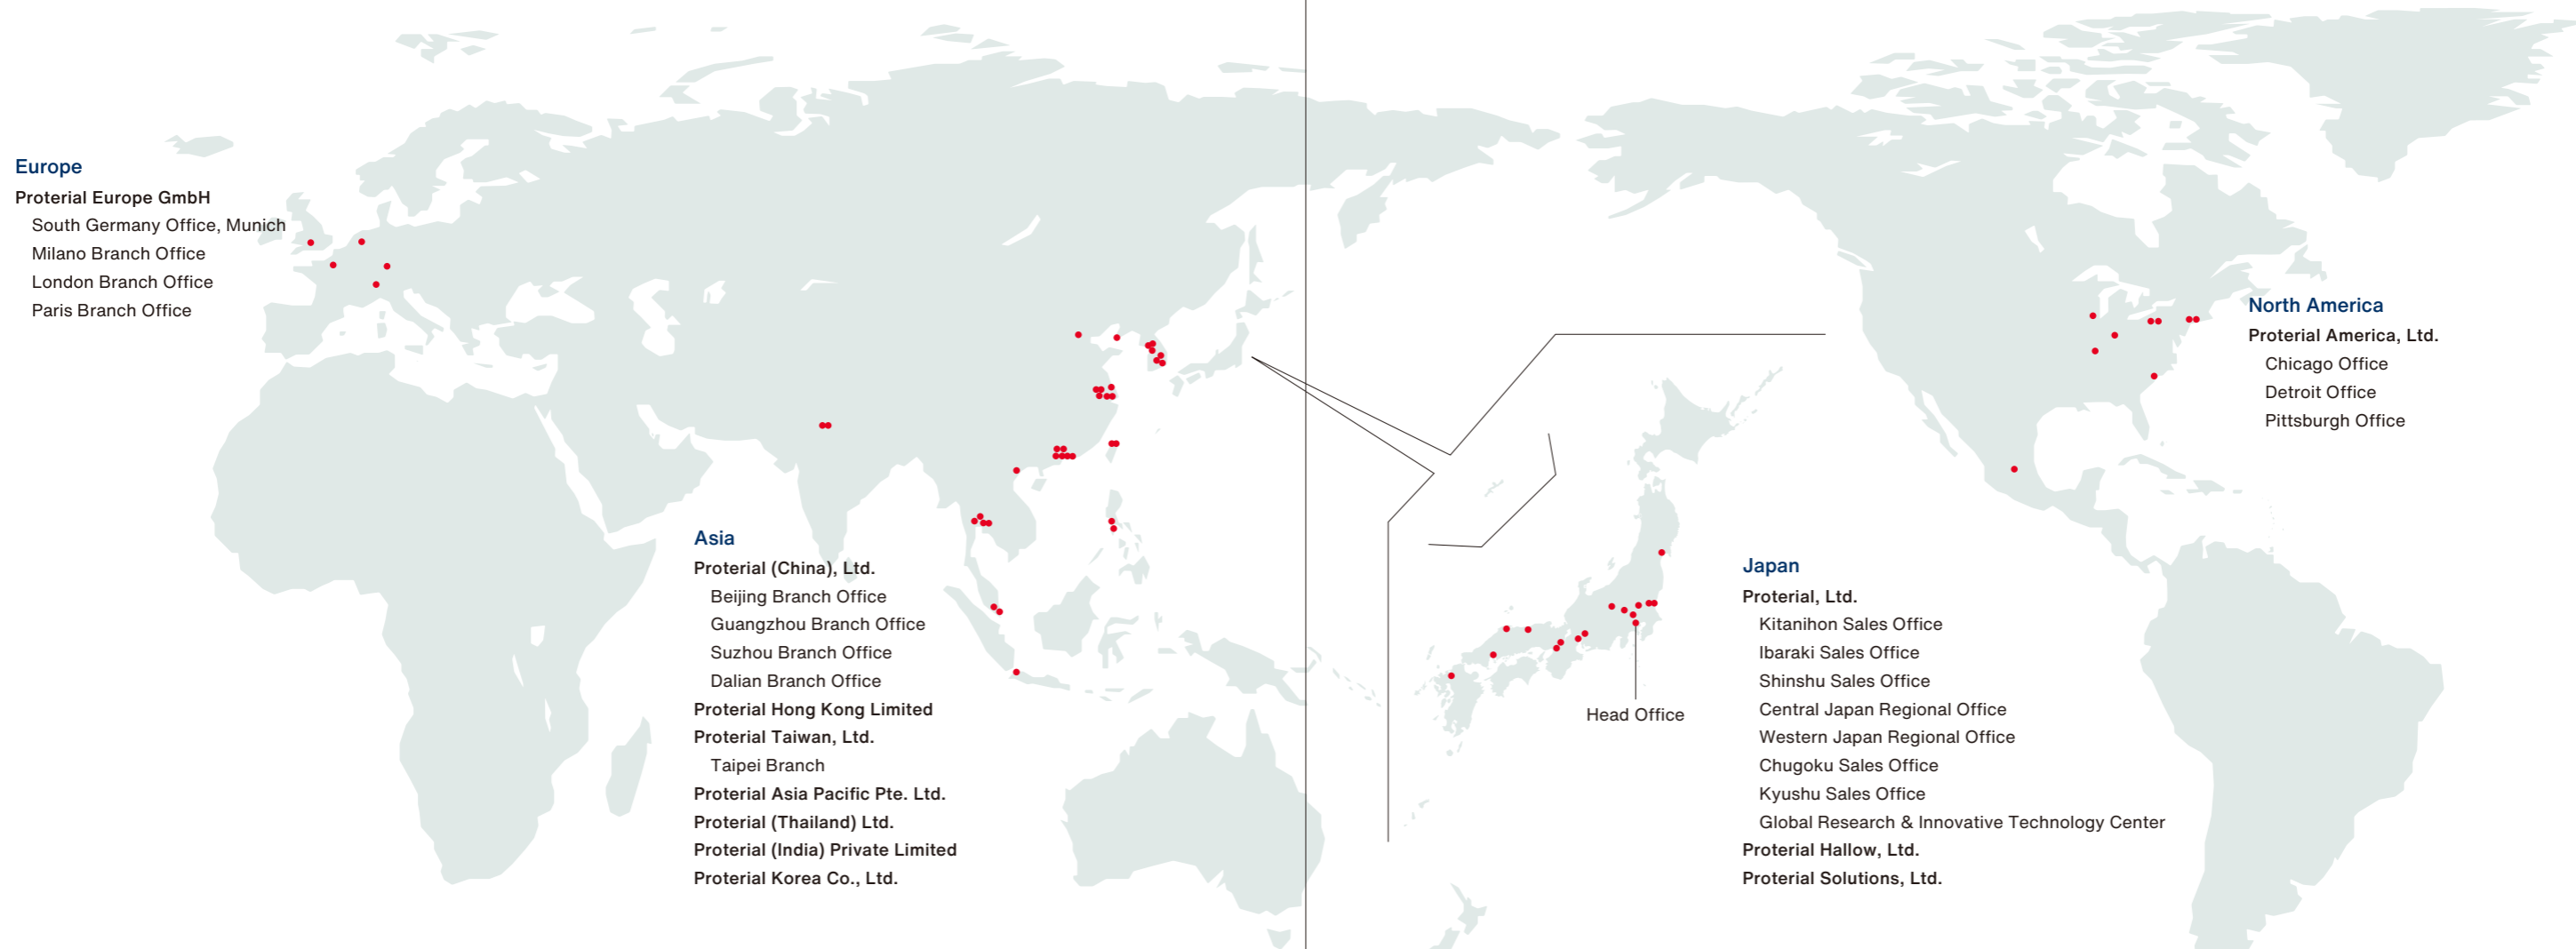 Europe
Proterial Europe GmbH
South Germany Office, Munich
Milano Branch Office
London Branch Office
Paris Branch Office
Asia
Proterial (China), Ltd.
Beijing Branch Office
Guangzhou Branch Office
Suzhou Branch Office
Dalian Branch Office
Proterial Hong Kong Limited
Proterial Taiwan, Ltd.
Taipei Branch
Proterial Asia Pacific Pte. Ltd.
Proterial (Thailand) Ltd.
Proterial (India) Private Limited
Proterial Korea Co., Ltd.
Head Office
Japan
Proterial, Ltd.
Kitanihon Sales Office
Ibaraki Sales Office
Shinshu Sales Office
Central Japan Regional Office
Western Japan Regional Office
Chugoku Sales Office
Kyushu Sales Office
Global Research & Innovative Technology Center
Proterial Hallow, Ltd.
Proterial Solutions, Ltd.
North America
Proterial America, Ltd.
Chicago Office
Detroit Office
Pittsburgh Office